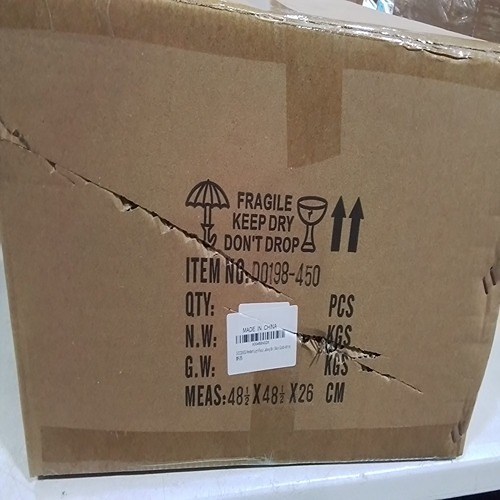 FRAGILE
KEEP DRY
DON'T DROP
ITEM NO. D0198-450
QTY: PCS
N.W: KGS
G.W: KGS
MEAS: 48½ X 48½ X 26 CM
MADE IN CHINA